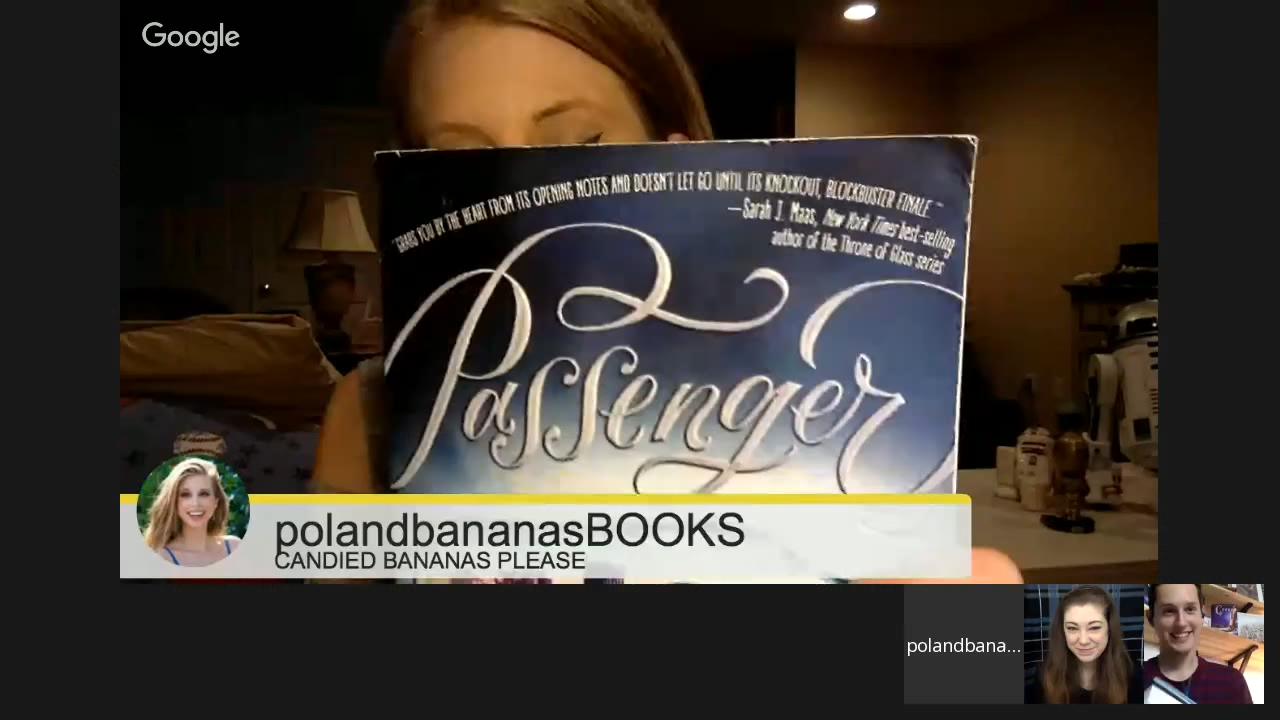 Google
"GRABS YOU BY THE HEART FROM ITS OPENING NOTES AND DOESN'T LET GO UNTIL ITS KNOCKOUT, BLOCKBUSTER FINALE."
—Sarah J. Maas, New York Times best-selling
author of the Throne of Glass series
Passenger
polandbananasBOOKS
CANDIED BANANAS PLEASE
polandbana...